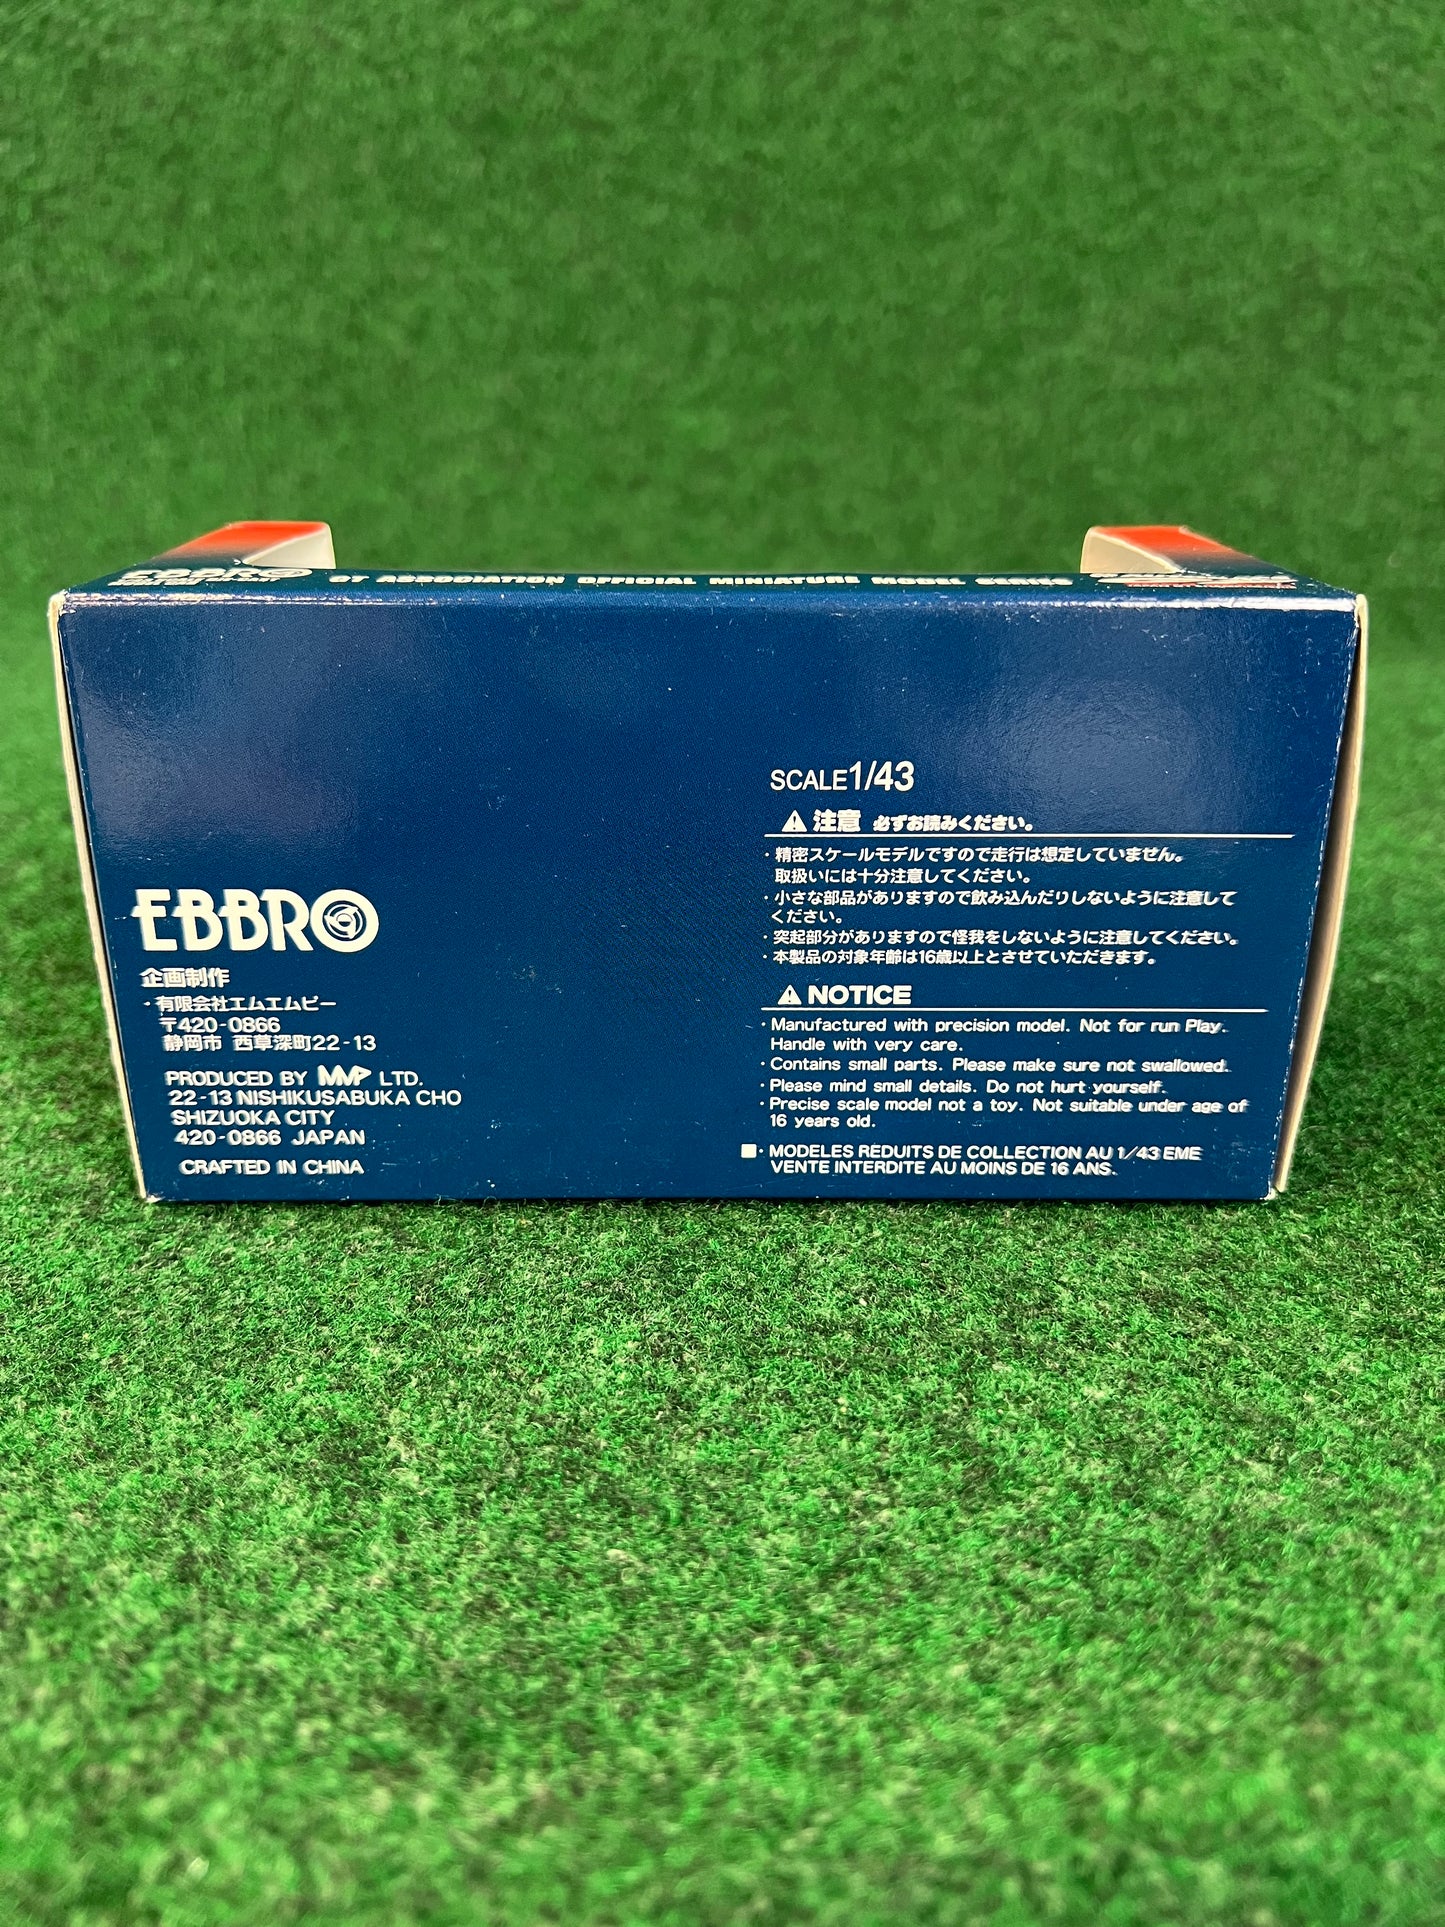 EBBRO
GT ASSOCIATION OFFICIAL MINIATURE MODEL SERIES
EBBRO
企画制作
・有限会社エムエムピー
〒420-0866
静岡市 西草深町22-13
PRODUCED BY MMP LTD.
22-13 NISHIKUSABUKA CHO
SHIZUOKA CITY
420-0866 JAPAN
CRAFTED IN CHINA
SCALE1/43
⚠ 注意 必ずお読みください。
・精密スケールモデルですので走行は想定していません。
取扱いには十分注意してください。
・小さな部品がありますので飲み込んだりしないように注意して
ください。
・突起部分がありますので怪我をしないように注意してください。
・本製品の対象年齢は16歳以上とさせていただきます。
⚠ NOTICE
・Manufactured with precision model. Not for run Play.
Handle with very care.
・Contains small parts. Please make sure not swallowed.
・Please mind small details. Do not hurt yourself.
・Precise scale model not a toy. Not suitable under age of
16 years old.
■・MODELES RÉDUITS DE COLLECTION AU 1/43 EME
VENTE INTERDITE AU MOINS DE 16 ANS.